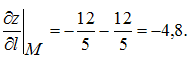 ∂z/∂l|_M = −12/5 − 12/5 = −4,8.